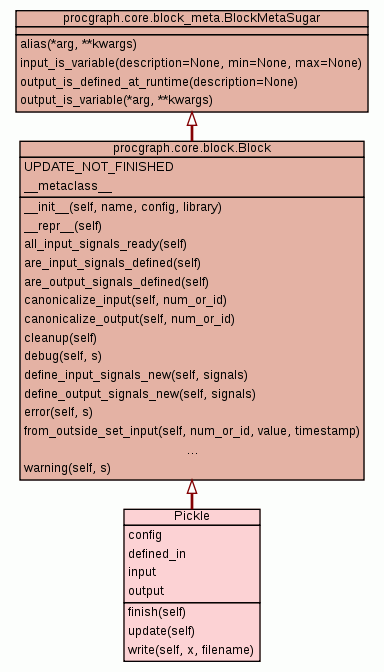 procgraph.core.block_meta.BlockMetaSugar
alias(*arg, **kwargs)
input_is_variable(description=None, min=None, max=None)
output_is_defined_at_runtime(description=None)
output_is_variable(*arg, **kwargs)
procgraph.core.block.Block
UPDATE_NOT_FINISHED
__metaclass__
__init__(self, name, config, library)
__repr__(self)
all_input_signals_ready(self)
are_input_signals_defined(self)
are_output_signals_defined(self)
canonicalize_input(self, num_or_id)
canonicalize_output(self, num_or_id)
cleanup(self)
debug(self, s)
define_input_signals_new(self, signals)
define_output_signals_new(self, signals)
error(self, s)
from_outside_set_input(self, num_or_id, value, timestamp)
...
warning(self, s)
Pickle
config
defined_in
input
output
finish(self)
update(self)
write(self, x, filename)